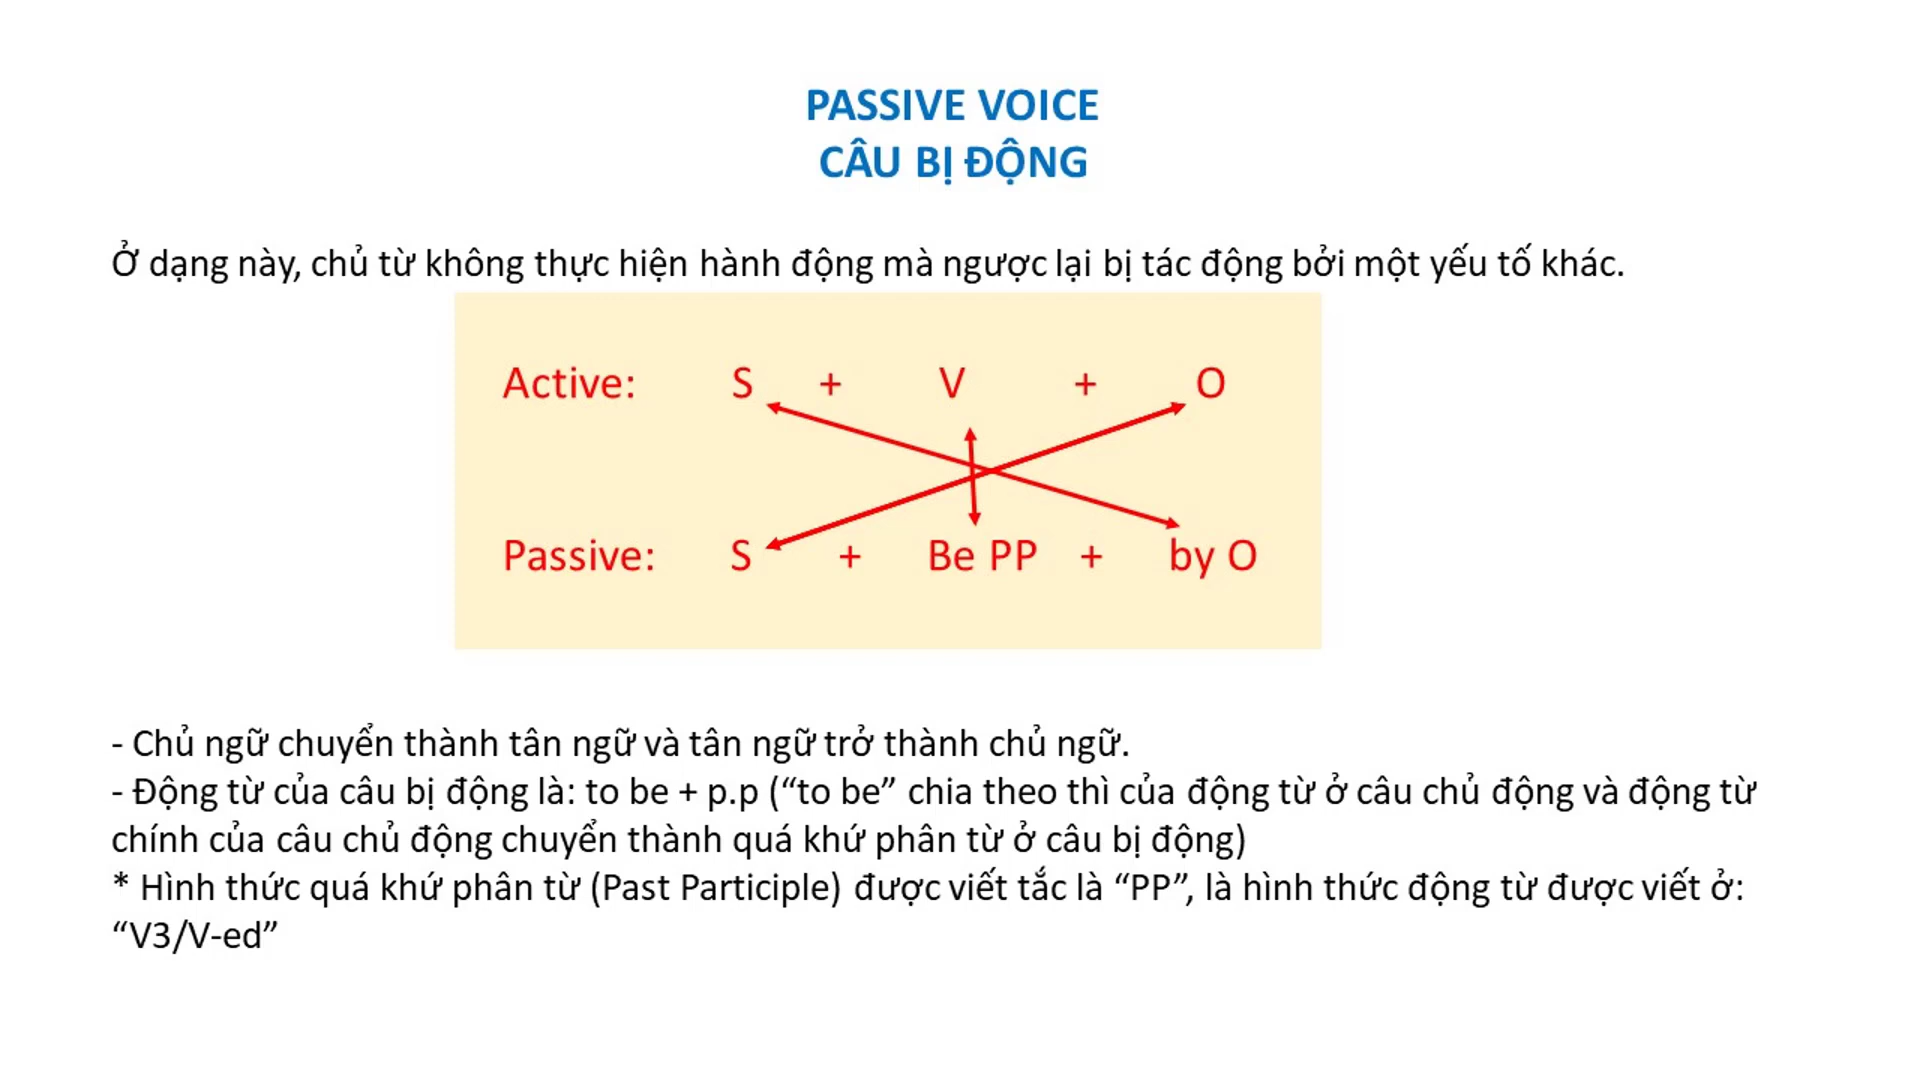 PASSIVE VOICE
CÂU BỊ ĐỘNG
Ở dạng này, chủ từ không thực hiện hành động mà ngược lại bị tác động bởi một yếu tố khác.
Active: S + V + O
Passive: S + Be PP + by O
- Chủ ngữ chuyển thành tân ngữ và tân ngữ trở thành chủ ngữ.
- Động từ của câu bị động là: to be + p.p (“to be” chia theo thì của động từ ở câu chủ động và động từ
chính của câu chủ động chuyển thành quá khứ phân từ ở câu bị động)
* Hình thức quá khứ phân từ (Past Participle) được viết tắc là “PP”, là hình thức động từ được viết ở:
“V3/V-ed”